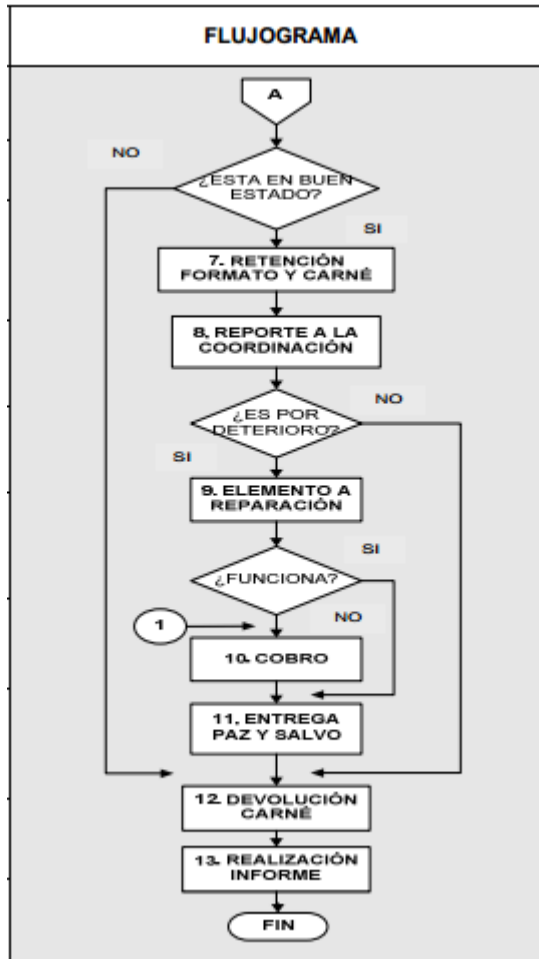 FLUJOGRAMA
A
NO
¿ESTA EN BUEN
ESTADO?
SI
7. RETENCIÓN
FORMATO Y CARNÉ
8, REPORTE A LA
COORDINACIÓN
¿ES POR
DETERIORO?
NO
SI
9. ELEMENTO A
REPARACIÓN
SI
¿FUNCIONA?
NO
1
10. COBRO
11, ENTREGA
PAZ Y SALVO
12. DEVOLUCIÓN
CARNÉ
13. REALIZACIÓN
INFORME
FIN